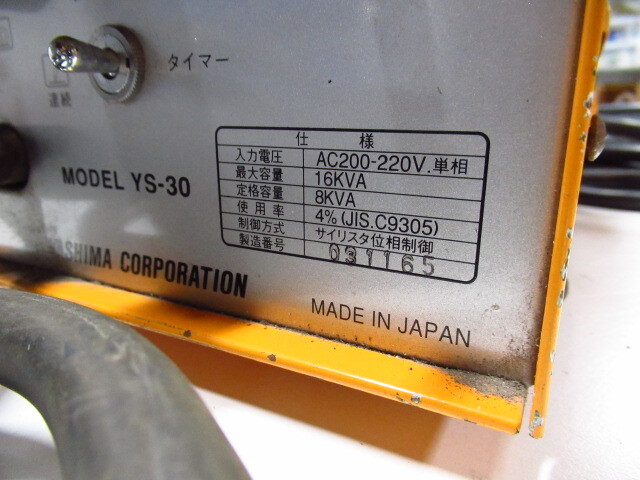 タイマー
連続
MODEL YS-30
仕様
入力電圧 AC200-220V.単相
最大容量 16KVA
定格容量 8KVA
使用率 4%(JIS.C9305)
制御方式 サイリスタ位相制御
製造番号 031165
SHIMA CORPORATION
MADE IN JAPAN